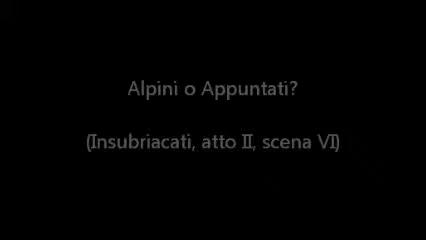 Alpini o Appuntati?
(Insubriacati, atto II, scena VI)